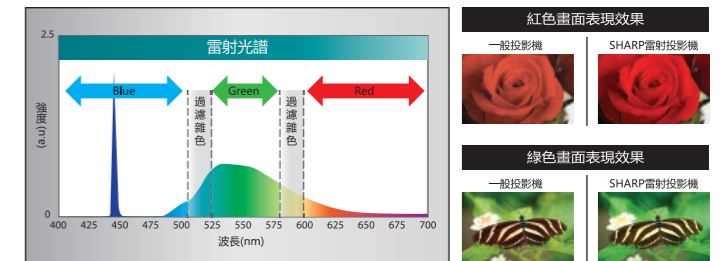 雷射光譜
2.5
Blue
Green
Red
過濾雜色
過濾雜色
強度(a.u)
0
400 425 450 475 500 525 550 575 600 625 650 675 700
波長(nm)
紅色畫面表現效果
一般投影機 SHARP雷射投影機
綠色畫面表現效果
一般投影機 SHARP雷射投影機